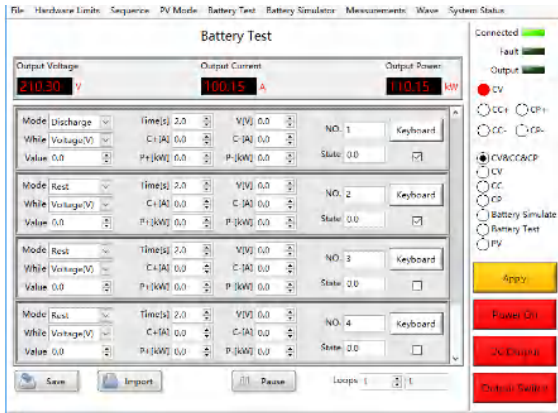 File Hardware Limits Sequence PV Mode Battery Test Battery Simulator Measurements Wave System Status
Battery Test
Output Voltage Output Current Output Power
210.30 V 100.15 A 110.15 kW
Mode Discharge Time[s] 2.0 V[V] 0.0 NO. 1 Keyboard
While Voltage(V) C+[A] 0.0 C-[A] 0.0
Value 0.0 P+[kW] 0.0 P-[kW] 0.0 State 0.0
Mode Rest Time[s] 2.0 V[V] 0.0 NO. 2 Keyboard
While Voltage(V) C+[A] 0.0 C-[A] 0.0
Value 0.0 P+[kW] 0.0 P-[kW] 0.0 State 0.0
Mode Rest Time[s] 2.0 V[V] 0.0 NO. 3 Keyboard
While Voltage(V) C+[A] 0.0 C-[A] 0.0
Value 0.0 P+[kW] 0.0 P-[kW] 0.0 State 0.0
Mode Rest Time[s] 2.0 V[V] 0.0 NO. 4 Keyboard
While Voltage(V) C+[A] 0.0 C-[A] 0.0
Value 0.0 P+[kW] 0.0 P-[kW] 0.0 State 0.0
Save Import Pause Loops
Connected
Fault
Output
CV
CC+ CP+
CC- CP-
CV&CC&CP
CV
CC
CP
Battery Simulate
Battery Test
PV
Apply
Power On
Output Switch